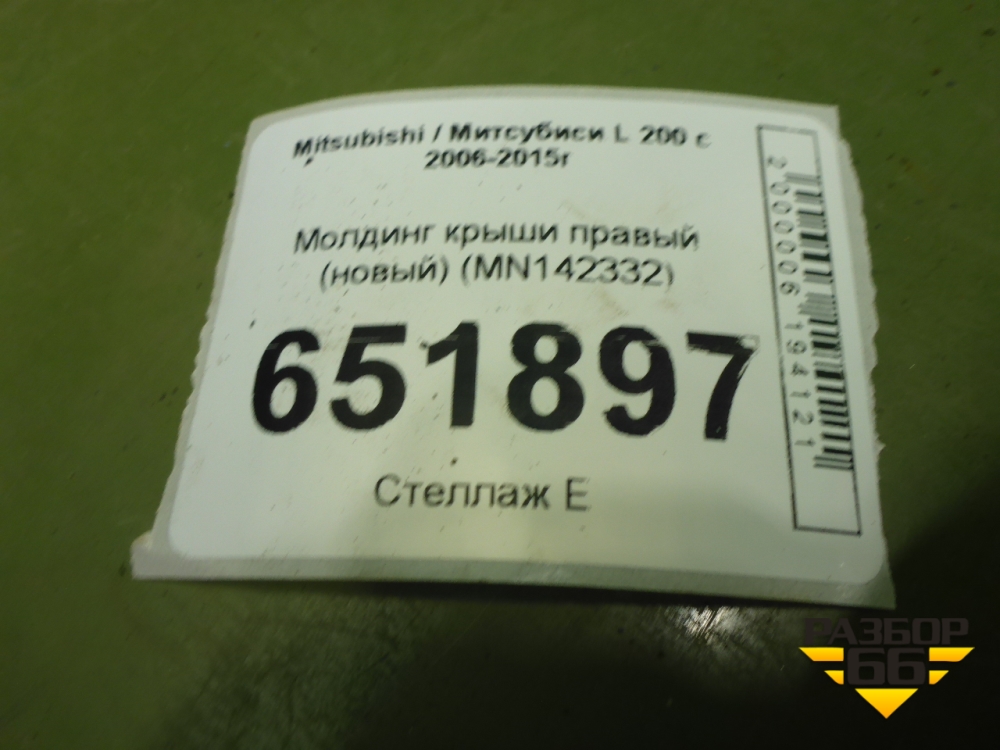 Mitsubishi / Митсубиси L 200 с
2006-2015г
Молдинг крыши правый
(новый) (MN142332)
651897
Стеллаж Е
2000006194121
РАЗБОР
66